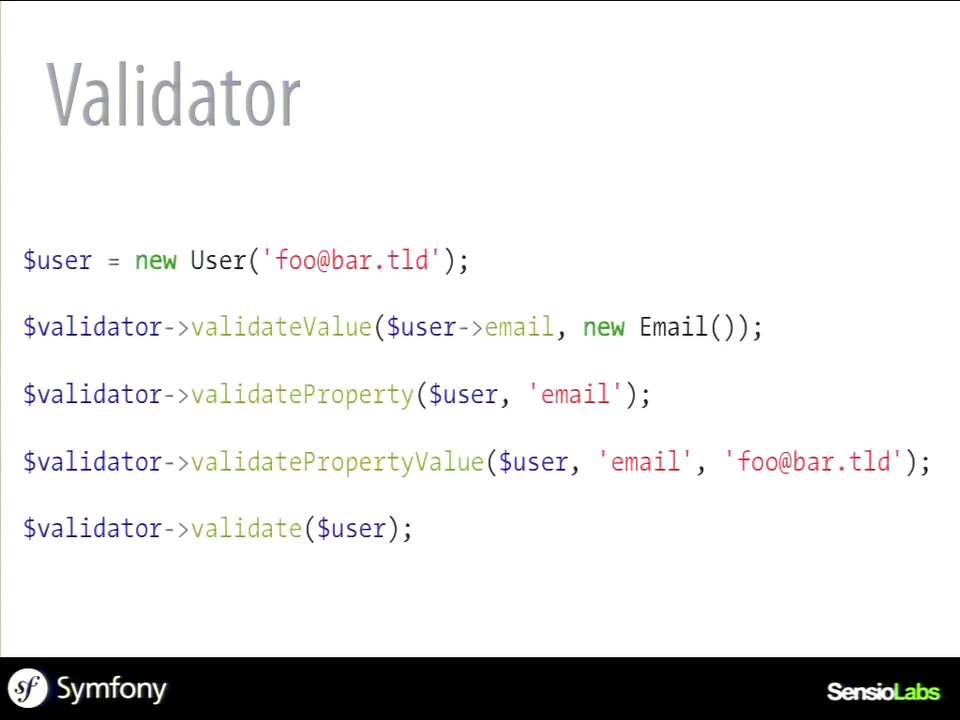 Validator
$user = new User('foo@bar.tld');
$validator->validateValue($user->email, new Email());
$validator->validateProperty($user, 'email');
$validator->validatePropertyValue($user, 'email', 'foo@bar.tld');
$validator->validate($user);
sf Symfony
SensioLabs